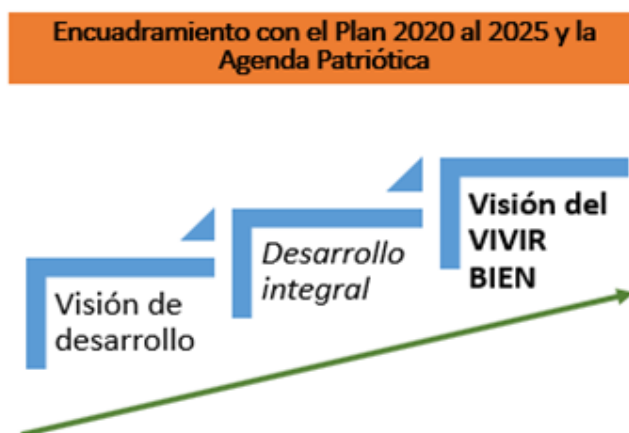 Encuadramiento con el Plan 2020 al 2025 y la
Agenda Patriótica
Visión de
desarrollo
Desarrollo
integral
Visión del
VIVIR
BIEN